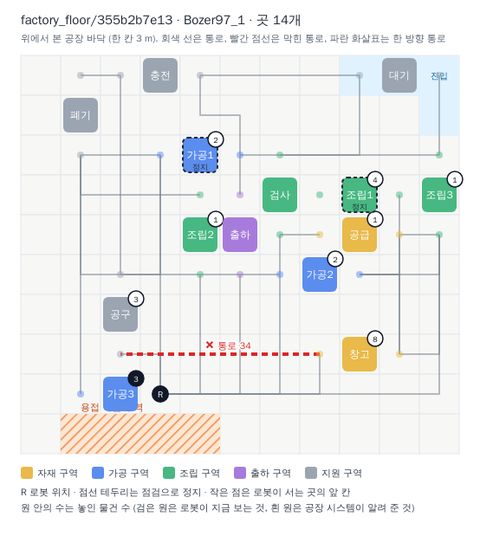 factory_floor/355b2b7e13 · Bozer97_1 · 곳 14개
위에서 본 공장 바닥 (한 칸 3 m). 회색 선은 통로, 빨간 점선은 막힌 통로, 파란 화살표는 한 방향 통로
충전
대기
진입
폐기
가공1
2
정지
검사
조립1
4
정지
조립3
1
조립2
1
출하
공급
1
가공2
2
공구
3
✖ 통로 34
창고
8
가공3
3
R
용접
역
자재 구역
가공 구역
조립 구역
출하 구역
지원 구역
R 로봇 위치 · 점선 테두리는 점검으로 정지 · 작은 점은 로봇이 서는 곳의 앞 칸
원 안의 수는 놓인 물건 수 (검은 원은 로봇이 지금 보는 것, 흰 원은 공장 시스템이 알려 준 것)